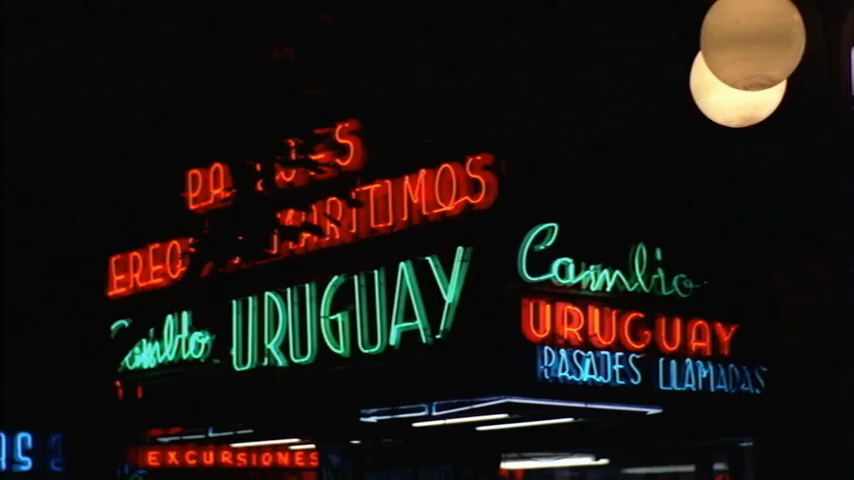 PASAJES
AEREOS MARITIMOS
Cambio URUGUAY
Cambio
URUGUAY
PASAJES LLAMADAS
EXCURSIONES